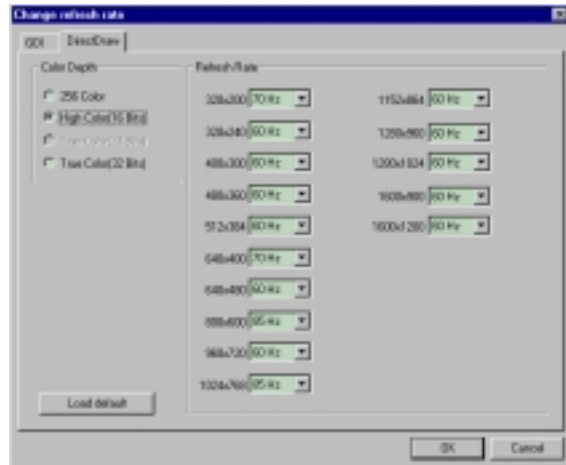 Change refresh rate
GDI DirectDraw
Color Depth
256 Color
High Color(16 Bits)
True Color(32 Bits)
Load default
Refresh Rate
320x200 70 Hz
320x240 60 Hz
400x300 60 Hz
480x360 60 Hz
512x384 60 Hz
640x400 70 Hz
640x480 60 Hz
800x600 85 Hz
960x720 60 Hz
1024x768 85 Hz
1152x864 60 Hz
1280x960 60 Hz
1280x1024 60 Hz
1600x900 60 Hz
1600x1200 60 Hz
OK Cancel